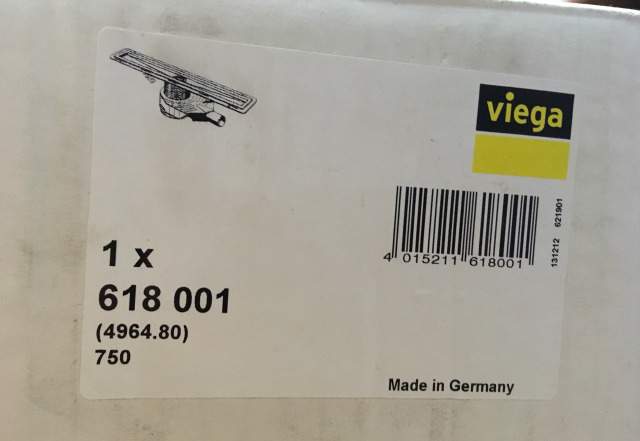 viega
1 x
618 001
(4964.80)
750
4 015211 618001
131212 621901
Made in Germany